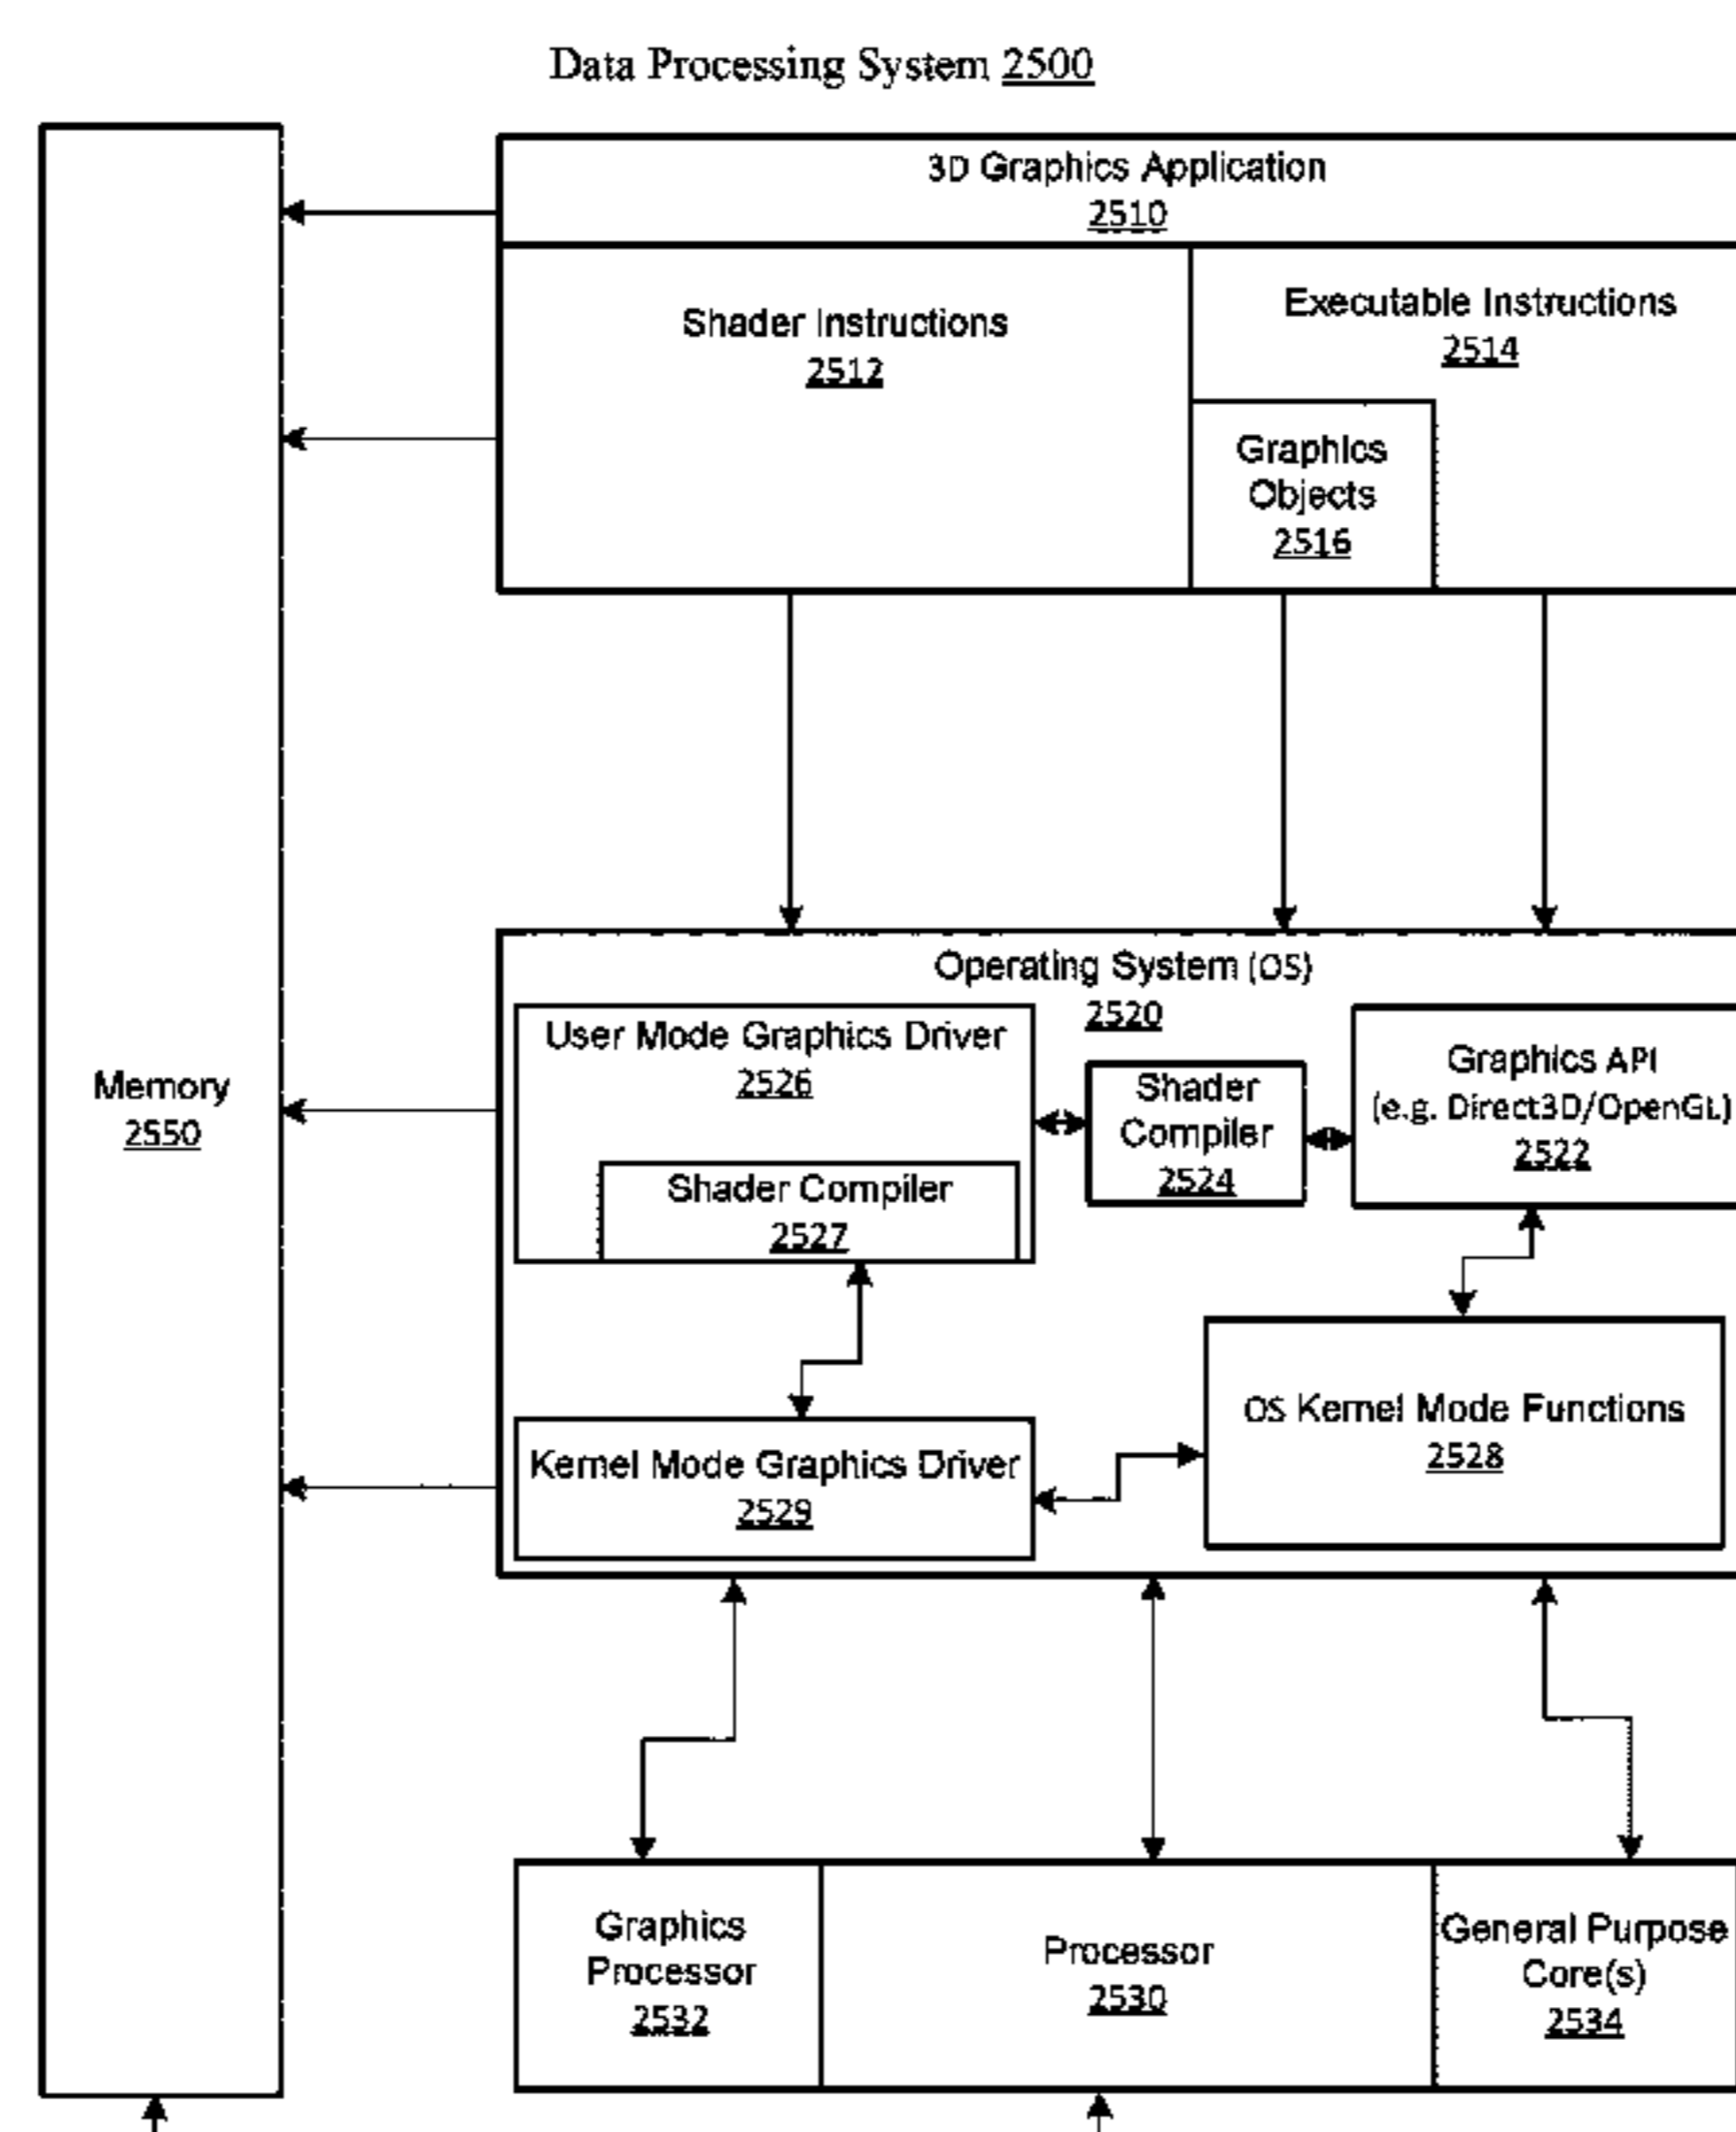 Data Processing System 2500
3D Graphics Application
2510
Shader Instructions
2512
Executable Instructions
2514
Graphics
Objects
2516
Memory
2550
Operating System (OS)
2520
User Mode Graphics Driver
2526
Shader Compiler
2527
Shader
Compiler
2524
Graphics API
(e.g. Direct3D/OpenGL)
2522
Kernel Mode Graphics Driver
2529
OS Kernel Mode Functions
2528
Graphics
Processor
2532
Processor
2530
General Purpose
Core(s)
2534